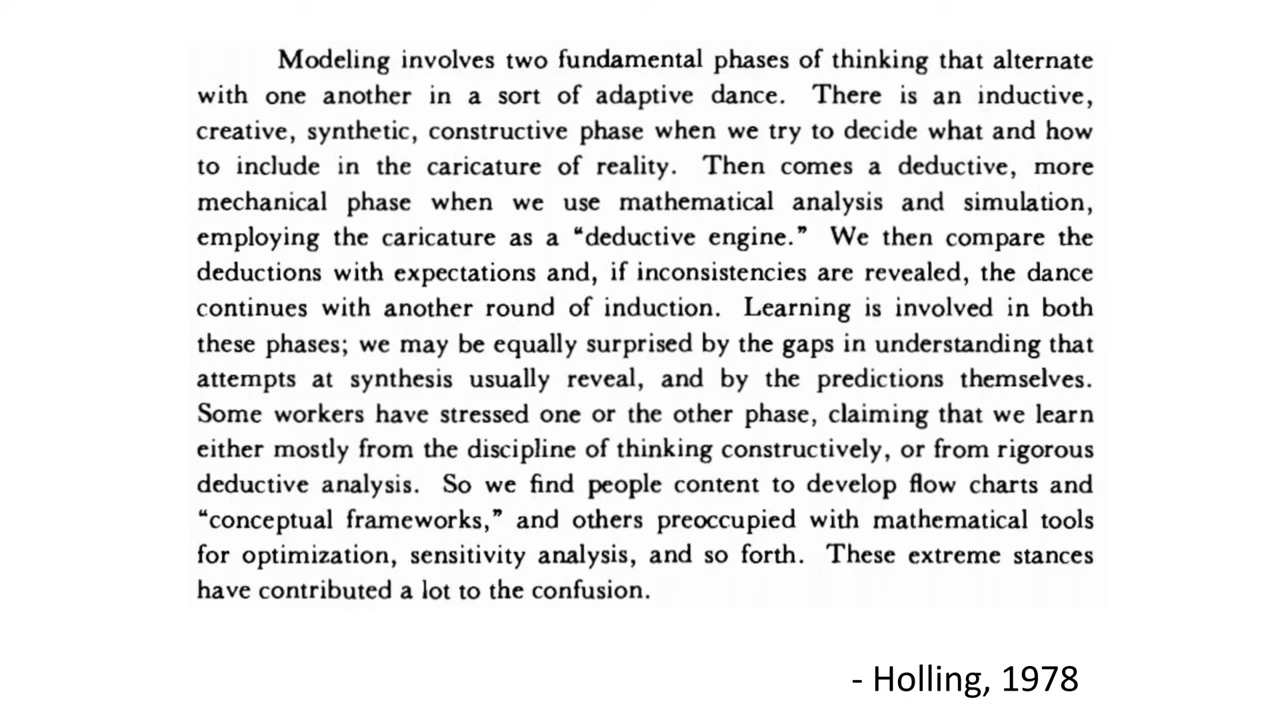 Modeling involves two fundamental phases of thinking that alternate
with one another in a sort of adaptive dance. There is an inductive,
creative, synthetic, constructive phase when we try to decide what and how
to include in the caricature of reality. Then comes a deductive, more
mechanical phase when we use mathematical analysis and simulation,
employing the caricature as a “deductive engine.” We then compare the
deductions with expectations and, if inconsistencies are revealed, the dance
continues with another round of induction. Learning is involved in both
these phases; we may be equally surprised by the gaps in understanding that
attempts at synthesis usually reveal, and by the predictions themselves.
Some workers have stressed one or the other phase, claiming that we learn
either mostly from the discipline of thinking constructively, or from rigorous
deductive analysis. So we find people content to develop flow charts and
“conceptual frameworks,” and others preoccupied with mathematical tools
for optimization, sensitivity analysis, and so forth. These extreme stances
have contributed a lot to the confusion.
- Holling, 1978